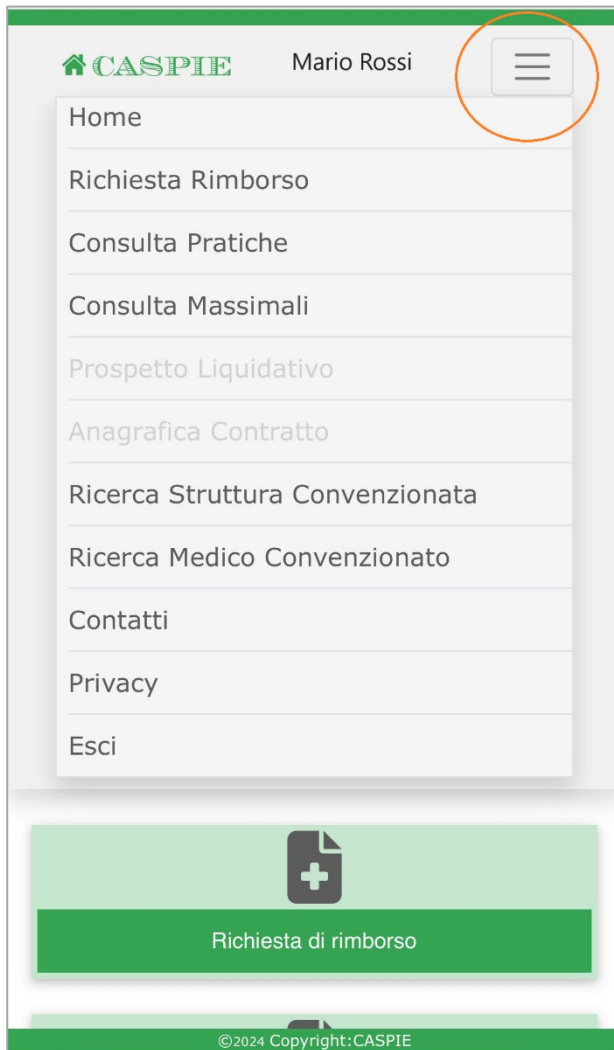 CASPIE
Mario Rossi
Home
Richiesta Rimborso
Consulta Pratiche
Consulta Massimali
Prospetto Liquidativo
Anagrafica Contratto
Ricerca Struttura Convenzionata
Ricerca Medico Convenzionato
Contatti
Privacy
Esci
Richiesta di rimborso
©2024 Copyright:CASPIE